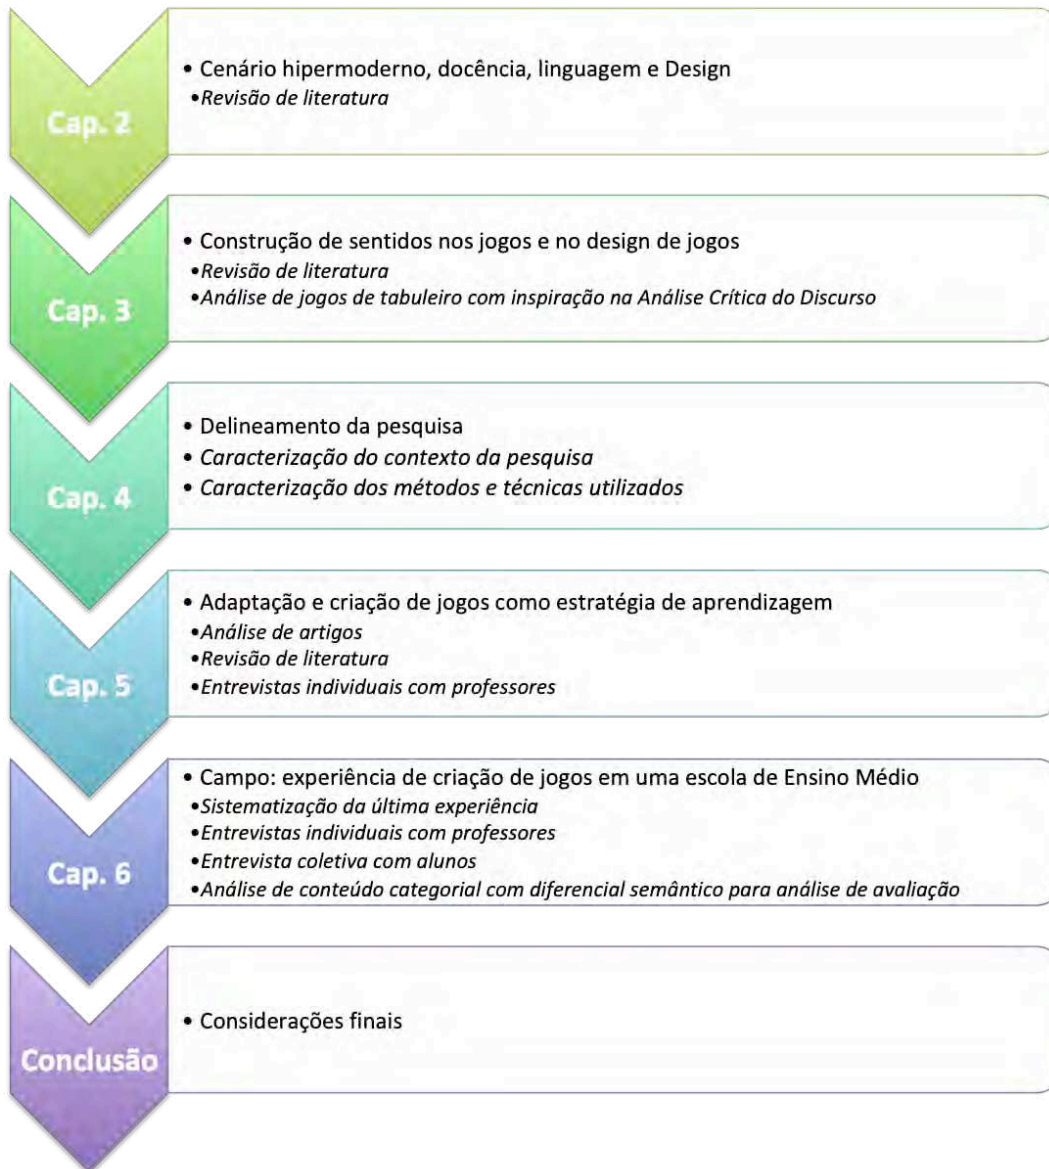 Cap. 2
• Cenário hipermoderno, docência, linguagem e Design
•Revisão de literatura
Cap. 3
• Construção de sentidos nos jogos e no design de jogos
•Revisão de literatura
•Análise de jogos de tabuleiro com inspiração na Análise Crítica do Discurso
Cap. 4
• Delineamento da pesquisa
• Caracterização do contexto da pesquisa
• Caracterização dos métodos e técnicas utilizados
Cap. 5
• Adaptação e criação de jogos como estratégia de aprendizagem
•Análise de artigos
•Revisão de literatura
•Entrevistas individuais com professores
Cap. 6
• Campo: experiência de criação de jogos em uma escola de Ensino Médio
•Sistematização da última experiência
•Entrevistas individuais com professores
•Entrevista coletiva com alunos
•Análise de conteúdo categorial com diferencial semântico para análise de avaliação
Conclusão
• Considerações finais